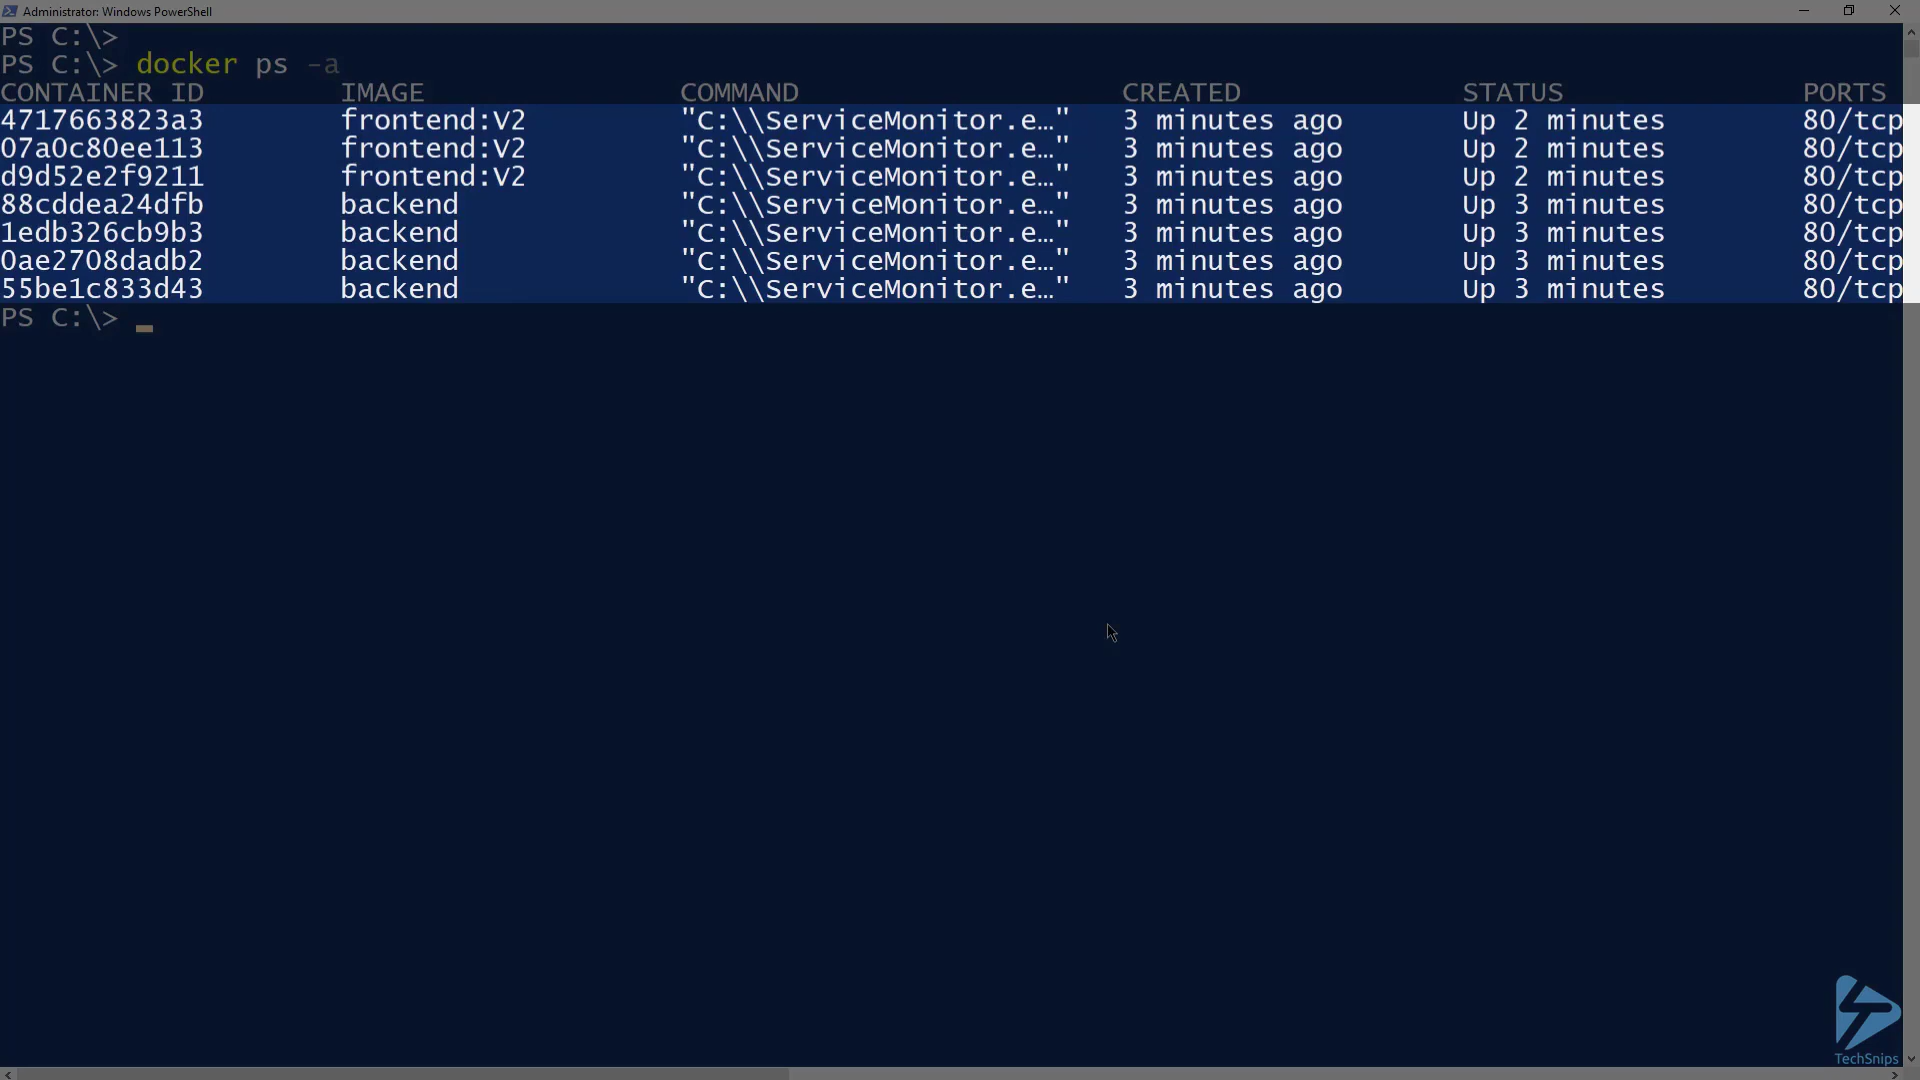 Administrator: Windows PowerShell
PS C:\>
PS C:\> docker ps -a
CONTAINER ID IMAGE COMMAND CREATED STATUS PORTS
4717663823a3 frontend:V2 "C:\\ServiceMonitor.e…" 3 minutes ago Up 2 minutes 80/tcp
07a0c80ee113 frontend:V2 "C:\\ServiceMonitor.e…" 3 minutes ago Up 2 minutes 80/tcp
d9d52e2f9211 frontend:V2 "C:\\ServiceMonitor.e…" 3 minutes ago Up 2 minutes 80/tcp
88cddea24dfb backend "C:\\ServiceMonitor.e…" 3 minutes ago Up 3 minutes 80/tcp
1edb326cb9b3 backend "C:\\ServiceMonitor.e…" 3 minutes ago Up 3 minutes 80/tcp
0ae2708dadb2 backend "C:\\ServiceMonitor.e…" 3 minutes ago Up 3 minutes 80/tcp
55be1c833d43 backend "C:\\ServiceMonitor.e…" 3 minutes ago Up 3 minutes 80/tcp
PS C:\>
TechSnips